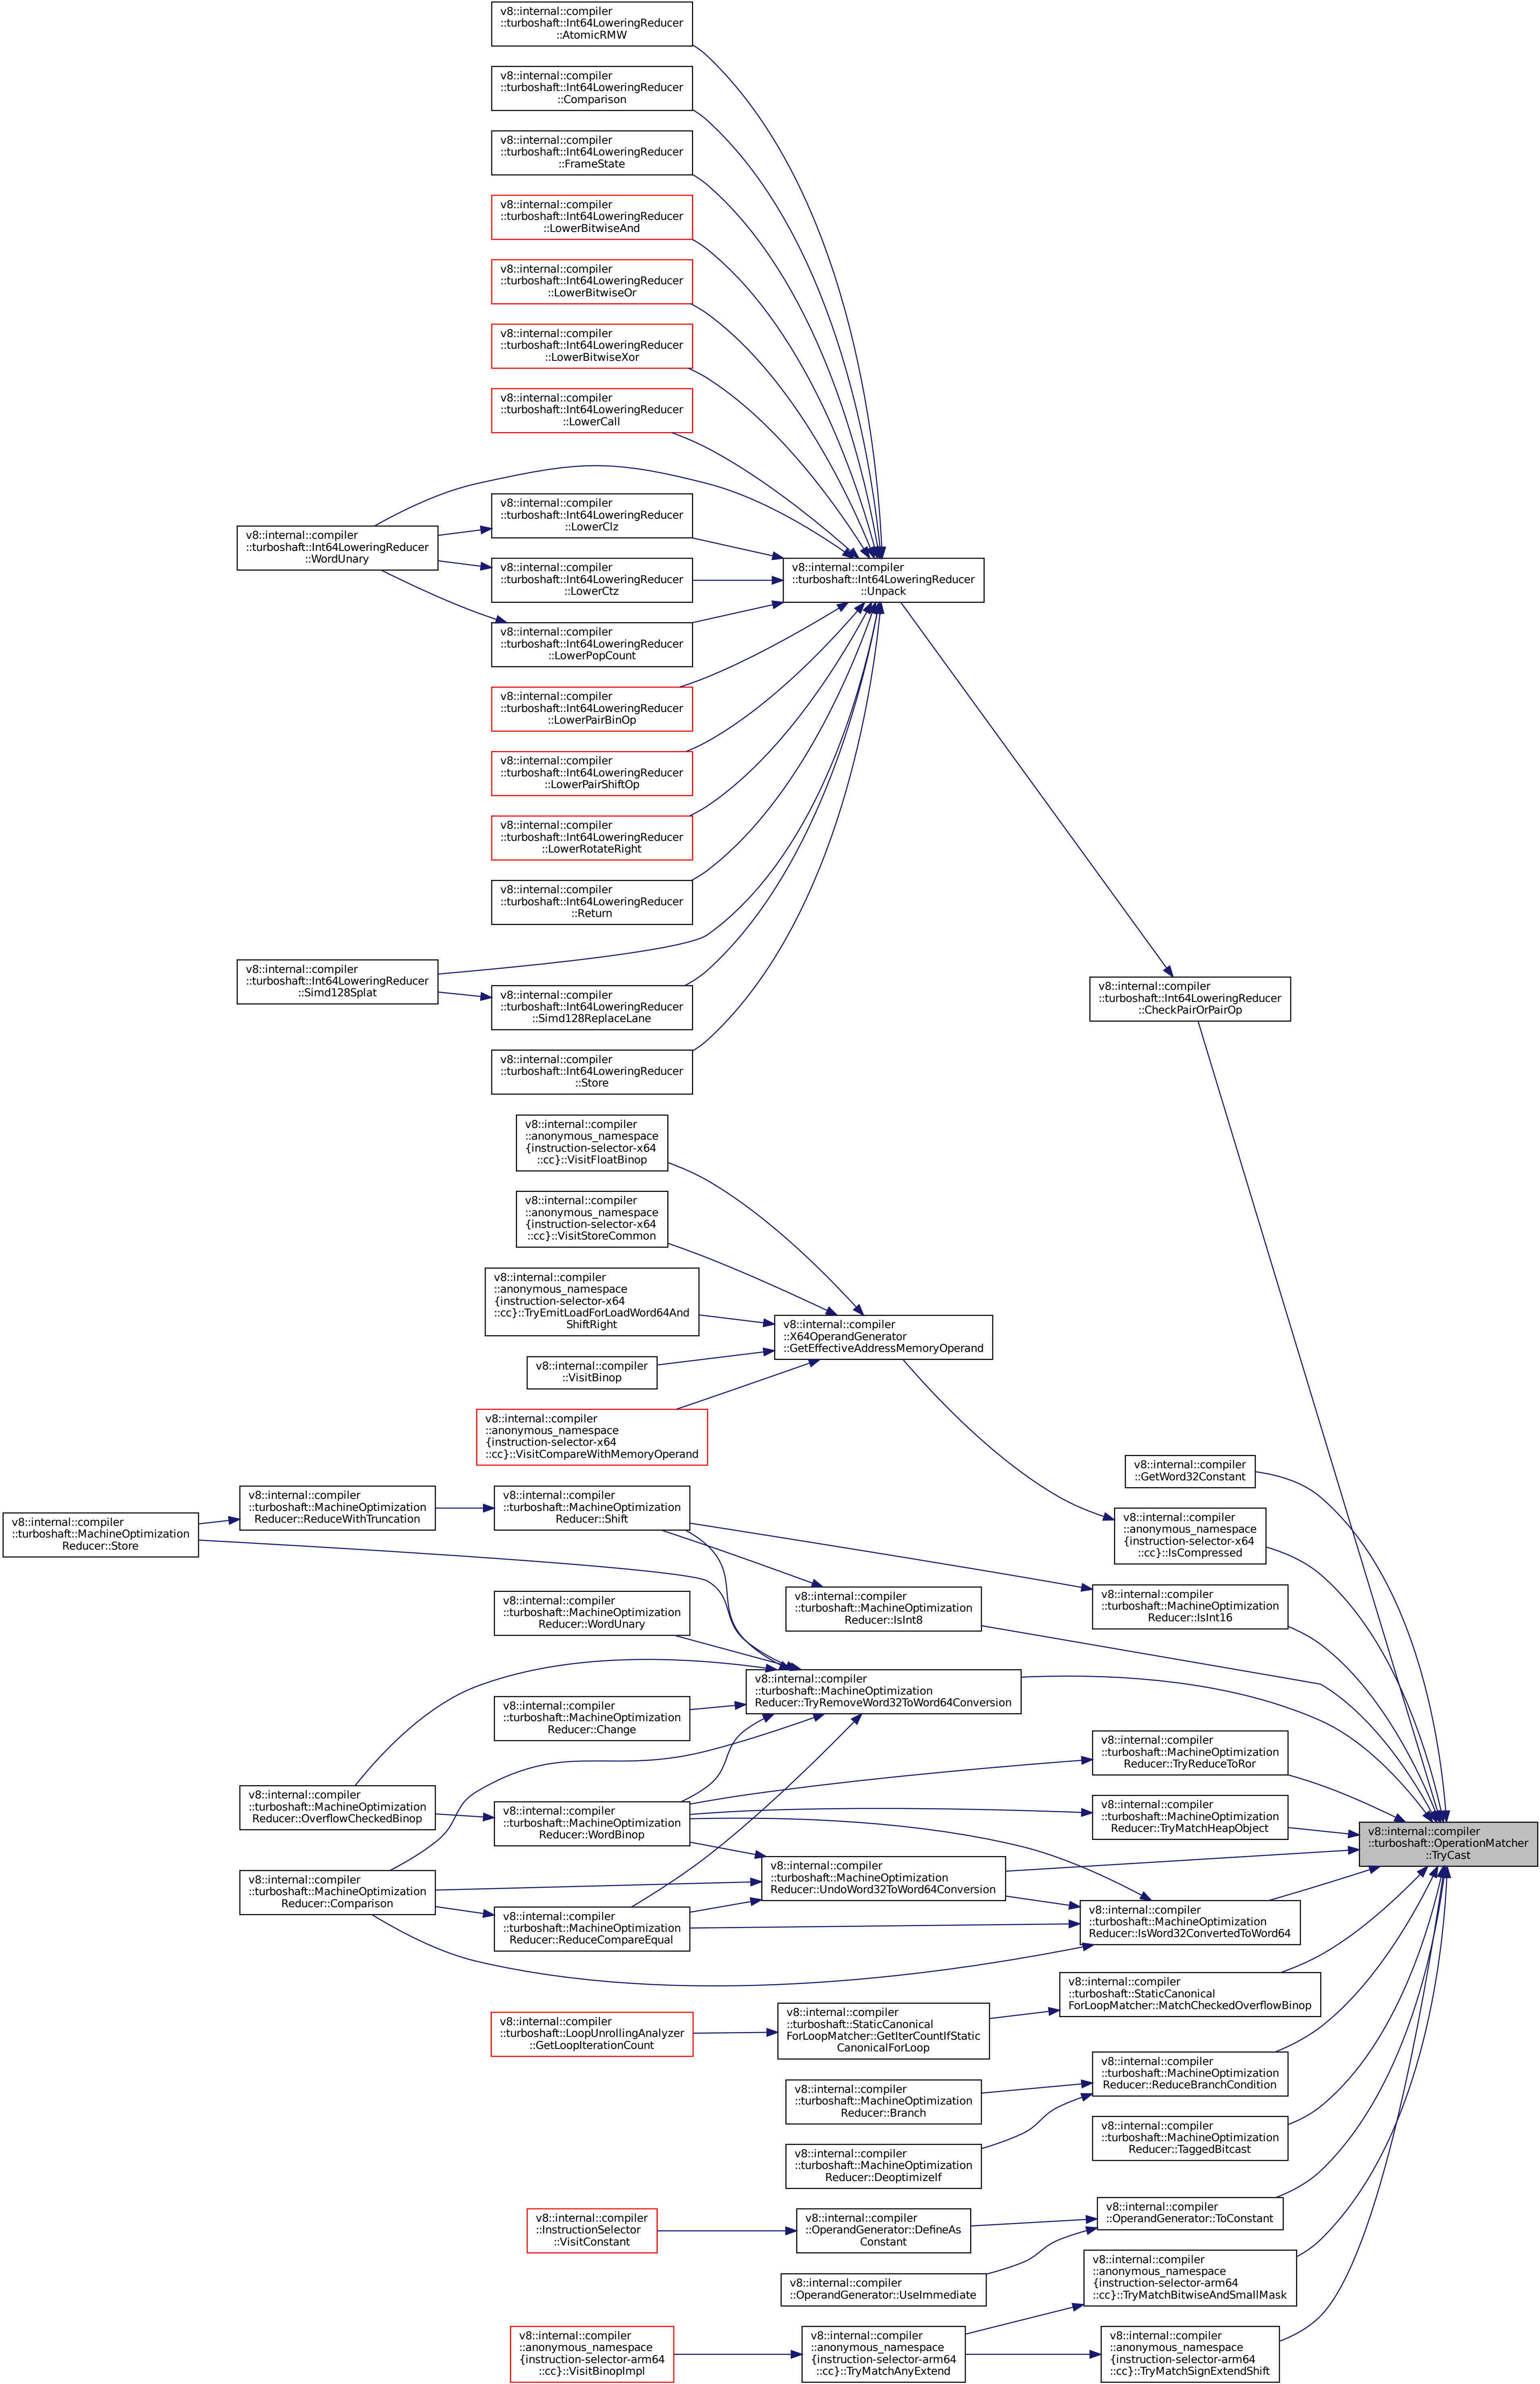 v8::internal::compiler
::turboshaft::Int64LoweringReducer
::AtomicRMW
v8::internal::compiler
::turboshaft::Int64LoweringReducer
::Comparison
v8::internal::compiler
::turboshaft::Int64LoweringReducer
::FrameState
v8::internal::compiler
::turboshaft::Int64LoweringReducer
::LowerBitwiseAnd
v8::internal::compiler
::turboshaft::Int64LoweringReducer
::LowerBitwiseOr
v8::internal::compiler
::turboshaft::Int64LoweringReducer
::LowerBitwiseXor
v8::internal::compiler
::turboshaft::Int64LoweringReducer
::LowerCall
v8::internal::compiler
::turboshaft::Int64LoweringReducer
::LowerClz
v8::internal::compiler
::turboshaft::Int64LoweringReducer
::WordUnary
v8::internal::compiler
::turboshaft::Int64LoweringReducer
::LowerCtz
v8::internal::compiler
::turboshaft::Int64LoweringReducer
::Unpack
v8::internal::compiler
::turboshaft::Int64LoweringReducer
::LowerPopCount
v8::internal::compiler
::turboshaft::Int64LoweringReducer
::LowerPairBinOp
v8::internal::compiler
::turboshaft::Int64LoweringReducer
::LowerPairShiftOp
v8::internal::compiler
::turboshaft::Int64LoweringReducer
::LowerRotateRight
v8::internal::compiler
::turboshaft::Int64LoweringReducer
::Return
v8::internal::compiler
::turboshaft::Int64LoweringReducer
::Simd128Splat
v8::internal::compiler
::turboshaft::Int64LoweringReducer
::Simd128ReplaceLane
v8::internal::compiler
::turboshaft::Int64LoweringReducer
::CheckPairOrPairOp
v8::internal::compiler
::turboshaft::Int64LoweringReducer
::Store
v8::internal::compiler
::anonymous_namespace
{instruction-selector-x64
::cc}::VisitFloatBinop
v8::internal::compiler
::anonymous_namespace
{instruction-selector-x64
::cc}::VisitStoreCommon
v8::internal::compiler
::anonymous_namespace
{instruction-selector-x64
::cc}::TryEmitLoadForLoadWord64And
ShiftRight
v8::internal::compiler
::X64OperandGenerator
::GetEffectiveAddressMemoryOperand
v8::internal::compiler
::VisitBinop
v8::internal::compiler
::anonymous_namespace
{instruction-selector-x64
::cc}::VisitCompareWithMemoryOperand
v8::internal::compiler
::GetWord32Constant
v8::internal::compiler
::turboshaft::MachineOptimization
Reducer::Store
v8::internal::compiler
::turboshaft::MachineOptimization
Reducer::ReduceWithTruncation
v8::internal::compiler
::turboshaft::MachineOptimization
Reducer::Shift
v8::internal::compiler
::anonymous_namespace
{instruction-selector-x64
::cc}::IsCompressed
v8::internal::compiler
::turboshaft::MachineOptimization
Reducer::WordUnary
v8::internal::compiler
::turboshaft::MachineOptimization
Reducer::IsInt8
v8::internal::compiler
::turboshaft::MachineOptimization
Reducer::IsInt16
v8::internal::compiler
::turboshaft::MachineOptimization
Reducer::TryRemoveWord32ToWord64Conversion
v8::internal::compiler
::turboshaft::MachineOptimization
Reducer::Change
v8::internal::compiler
::turboshaft::MachineOptimization
Reducer::TryReduceToRor
v8::internal::compiler
::turboshaft::MachineOptimization
Reducer::OverflowCheckedBinop
v8::internal::compiler
::turboshaft::MachineOptimization
Reducer::WordBinop
v8::internal::compiler
::turboshaft::MachineOptimization
Reducer::TryMatchHeapObject
v8::internal::compiler
::turboshaft::OperationMatcher
::TryCast
v8::internal::compiler
::turboshaft::MachineOptimization
Reducer::UndoWord32ToWord64Conversion
v8::internal::compiler
::turboshaft::MachineOptimization
Reducer::Comparison
v8::internal::compiler
::turboshaft::MachineOptimization
Reducer::ReduceCompareEqual
v8::internal::compiler
::turboshaft::MachineOptimization
Reducer::IsWord32ConvertedToWord64
v8::internal::compiler
::turboshaft::StaticCanonical
ForLoopMatcher::MatchCheckedOverflowBinop
v8::internal::compiler
::turboshaft::LoopUnrollingAnalyzer
::GetLoopIterationCount
v8::internal::compiler
::turboshaft::StaticCanonical
ForLoopMatcher::GetIterCountIfStatic
CanonicalForLoop
v8::internal::compiler
::turboshaft::MachineOptimization
Reducer::ReduceBranchCondition
v8::internal::compiler
::turboshaft::MachineOptimization
Reducer::Branch
v8::internal::compiler
::turboshaft::MachineOptimization
Reducer::TaggedBitcast
v8::internal::compiler
::turboshaft::MachineOptimization
Reducer::DeoptimizeIf
v8::internal::compiler
::OperandGenerator::ToConstant
v8::internal::compiler
::InstructionSelector
::VisitConstant
v8::internal::compiler
::OperandGenerator::DefineAs
Constant
v8::internal::compiler
::OperandGenerator::UseImmediate
v8::internal::compiler
::anonymous_namespace
{instruction-selector-arm64
::cc}::TryMatchBitwiseAndSmallMask
v8::internal::compiler
::anonymous_namespace
{instruction-selector-arm64
::cc}::VisitBinopImpl
v8::internal::compiler
::anonymous_namespace
{instruction-selector-arm64
::cc}::TryMatchAnyExtend
v8::internal::compiler
::anonymous_namespace
{instruction-selector-arm64
::cc}::TryMatchSignExtendShift